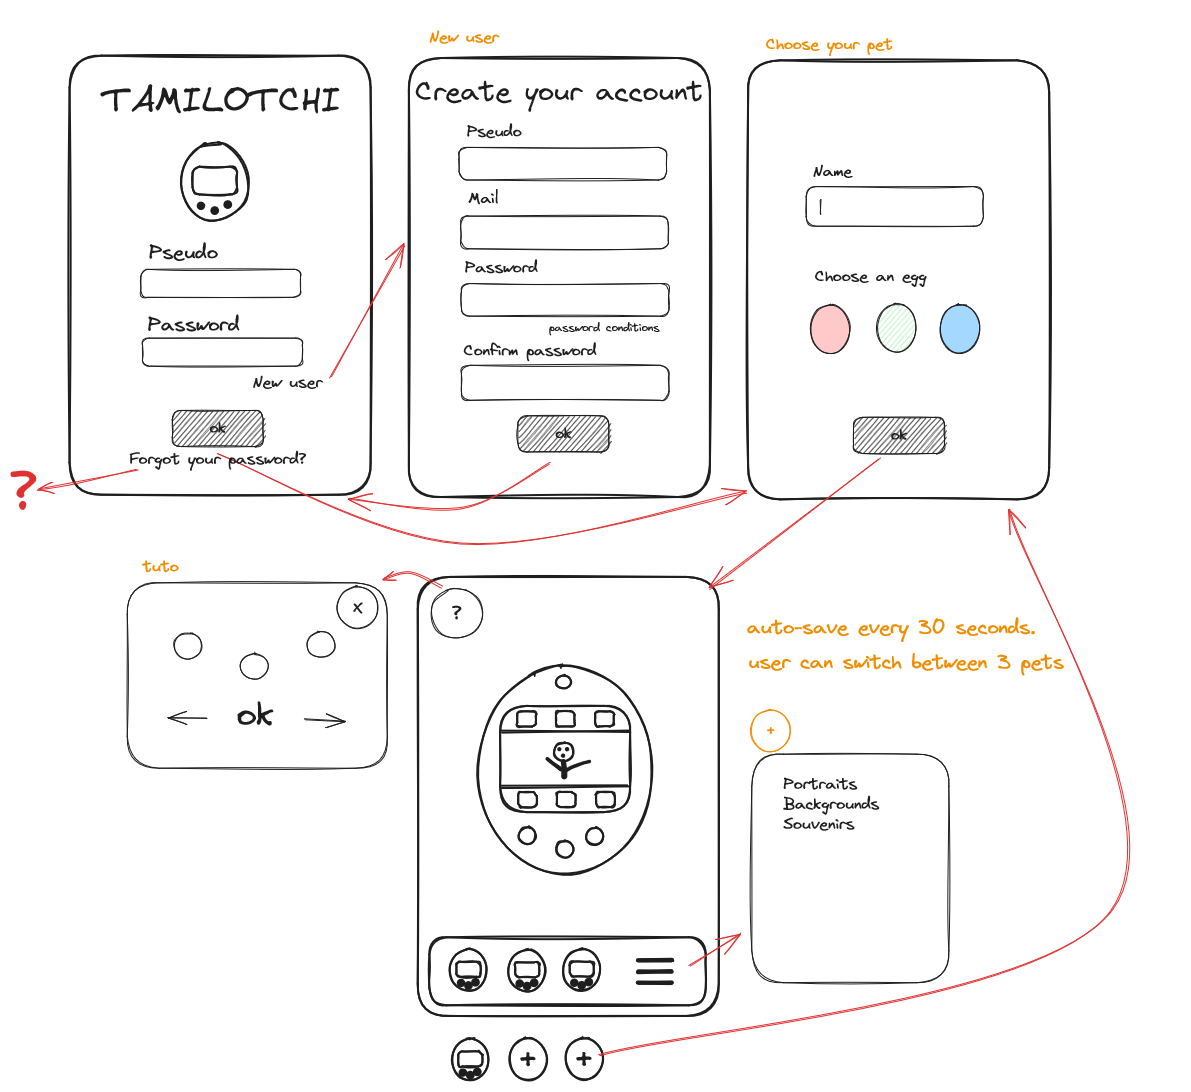 New user
Choose your pet
TAMILOTCHI
Pseudo
Password
New user
ok
Forgot your password?
?
Create your account
Pseudo
Mail
Password
password conditions
Confirm password
ok
Name
|
Choose an egg
ok
tuto
x
ok
?
auto-save every 30 seconds.
user can switch between 3 pets
+
Portraits
Backgrounds
Souvenirs
+
+